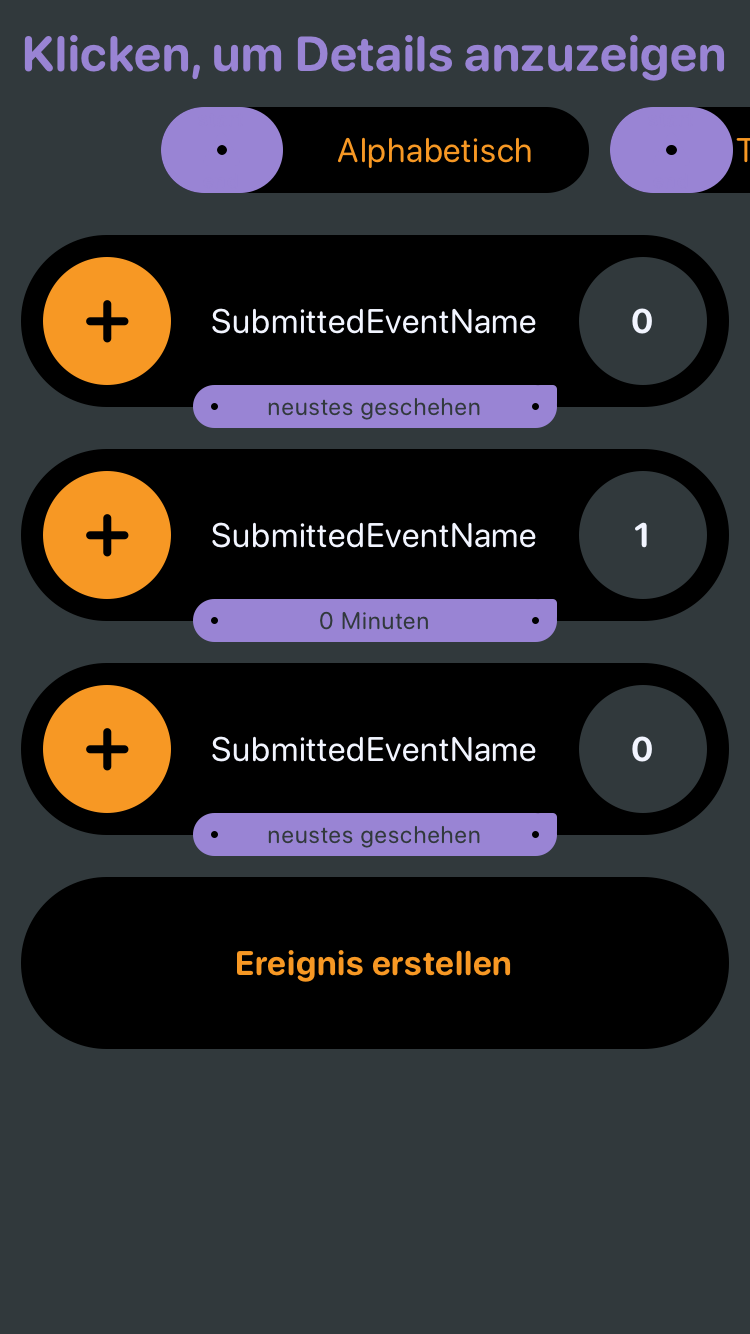 Klicken, um Details anzuzeigen
Alphabetisch
SubmittedEventName
0
neustes geschehen
SubmittedEventName
1
0 Minuten
SubmittedEventName
0
neustes geschehen
Ereignis erstellen